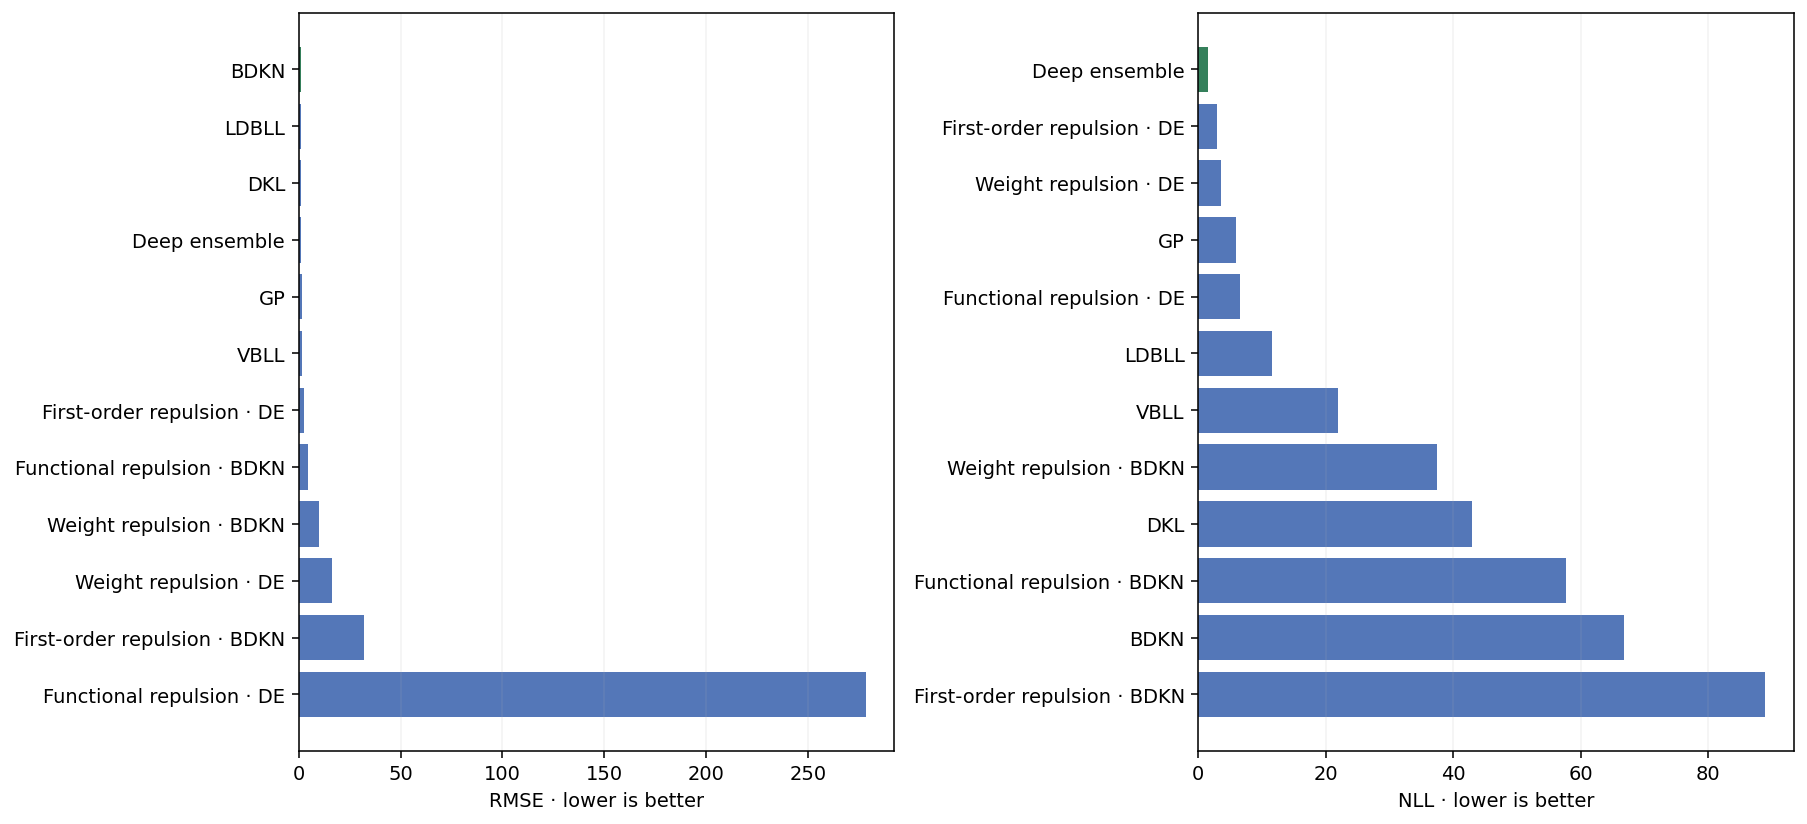 BDKN
LDBLL
DKL
Deep ensemble
GP
VBLL
First-order repulsion · DE
Functional repulsion · BDKN
Weight repulsion · BDKN
Weight repulsion · DE
First-order repulsion · BDKN
Functional repulsion · DE
0 50 100 150 200 250
RMSE · lower is better
Deep ensemble
First-order repulsion · DE
Weight repulsion · DE
GP
Functional repulsion · DE
LDBLL
VBLL
Weight repulsion · BDKN
DKL
Functional repulsion · BDKN
BDKN
First-order repulsion · BDKN
0 20 40 60 80
NLL · lower is better